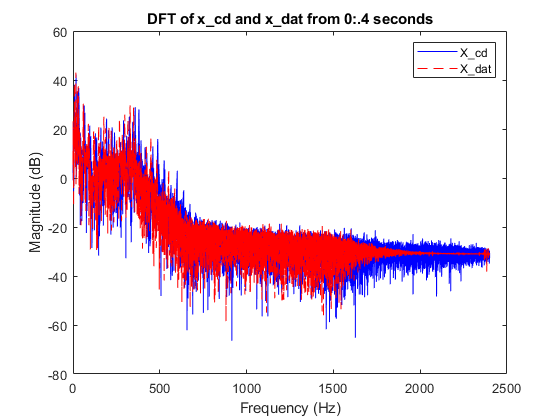 DFT of x_cd and x_dat from 0:.4 seconds
X_cd
X_dat
Magnitude (dB)
60
40
20
0
-20
-40
-60
-80
0
500
1000
1500
2000
2500
Frequency (Hz)